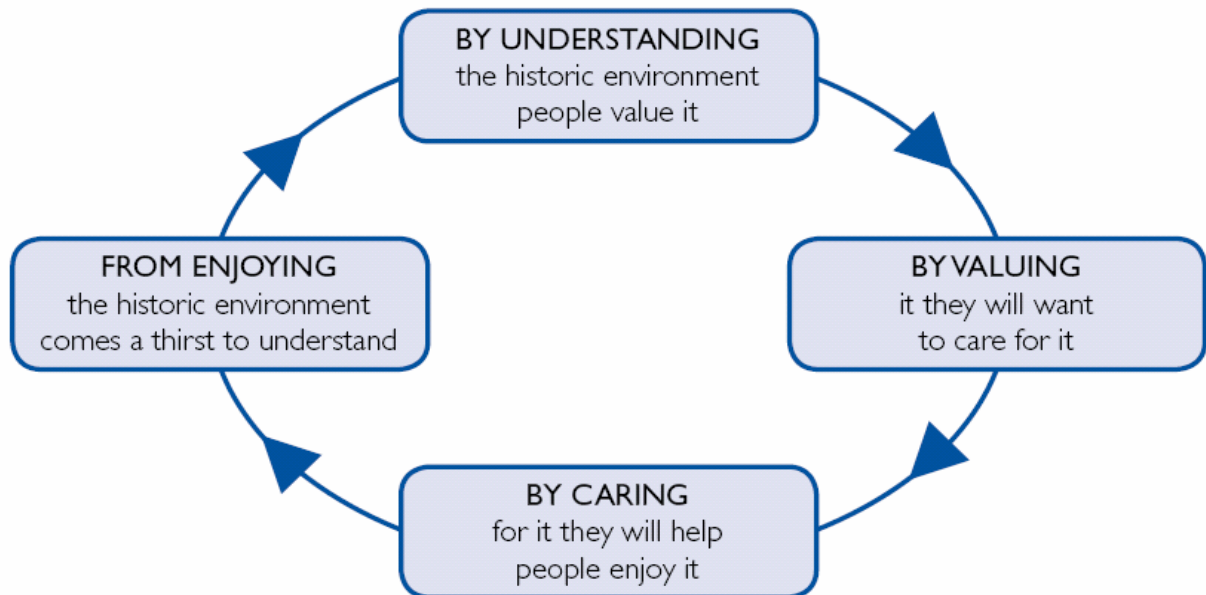 BY UNDERSTANDING
the historic environment
people value it
BY VALUING
it they will want
to care for it
BY CARING
for it they will help
people enjoy it
FROM ENJOYING
the historic environment
comes a thirst to understand